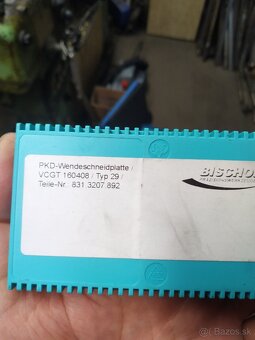 PKD-Wendeschneidplatte /
VCGT 160408 / Typ 29 /
Teile-Nr.: 831.3207.892
BISCHO
Bazos.sk